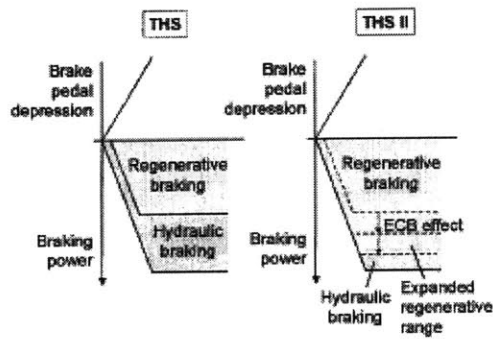 THS
Brake
pedal
depression
Regenerative
braking
Hydraulic
braking
Braking
power
THS II
Brake
pedal
depression
Regenerative
braking
ECB effect
Braking
power
Hydraulic
braking
Expanded
regenerative
range